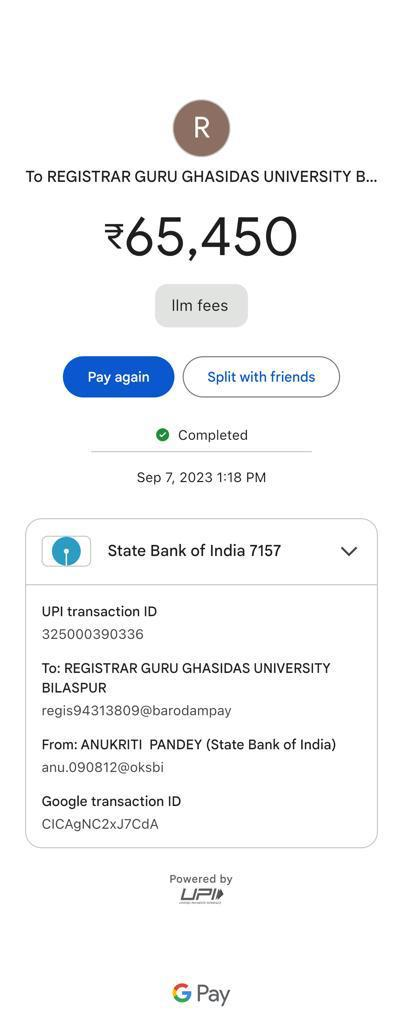 R
To REGISTRAR GURU GHASIDAS UNIVERSITY B...
₹65,450
llm fees
Pay again
Split with friends
Completed
Sep 7, 2023 1:18 PM
State Bank of India 7157
UPI transaction ID
325000390336
To: REGISTRAR GURU GHASIDAS UNIVERSITY
BILASPUR
regis94313809@barodampay
From: ANUKRITI PANDEY (State Bank of India)
anu.090812@oksbi
Google transaction ID
CICAgNC2xJ7CdA
Powered by
UPI
G Pay